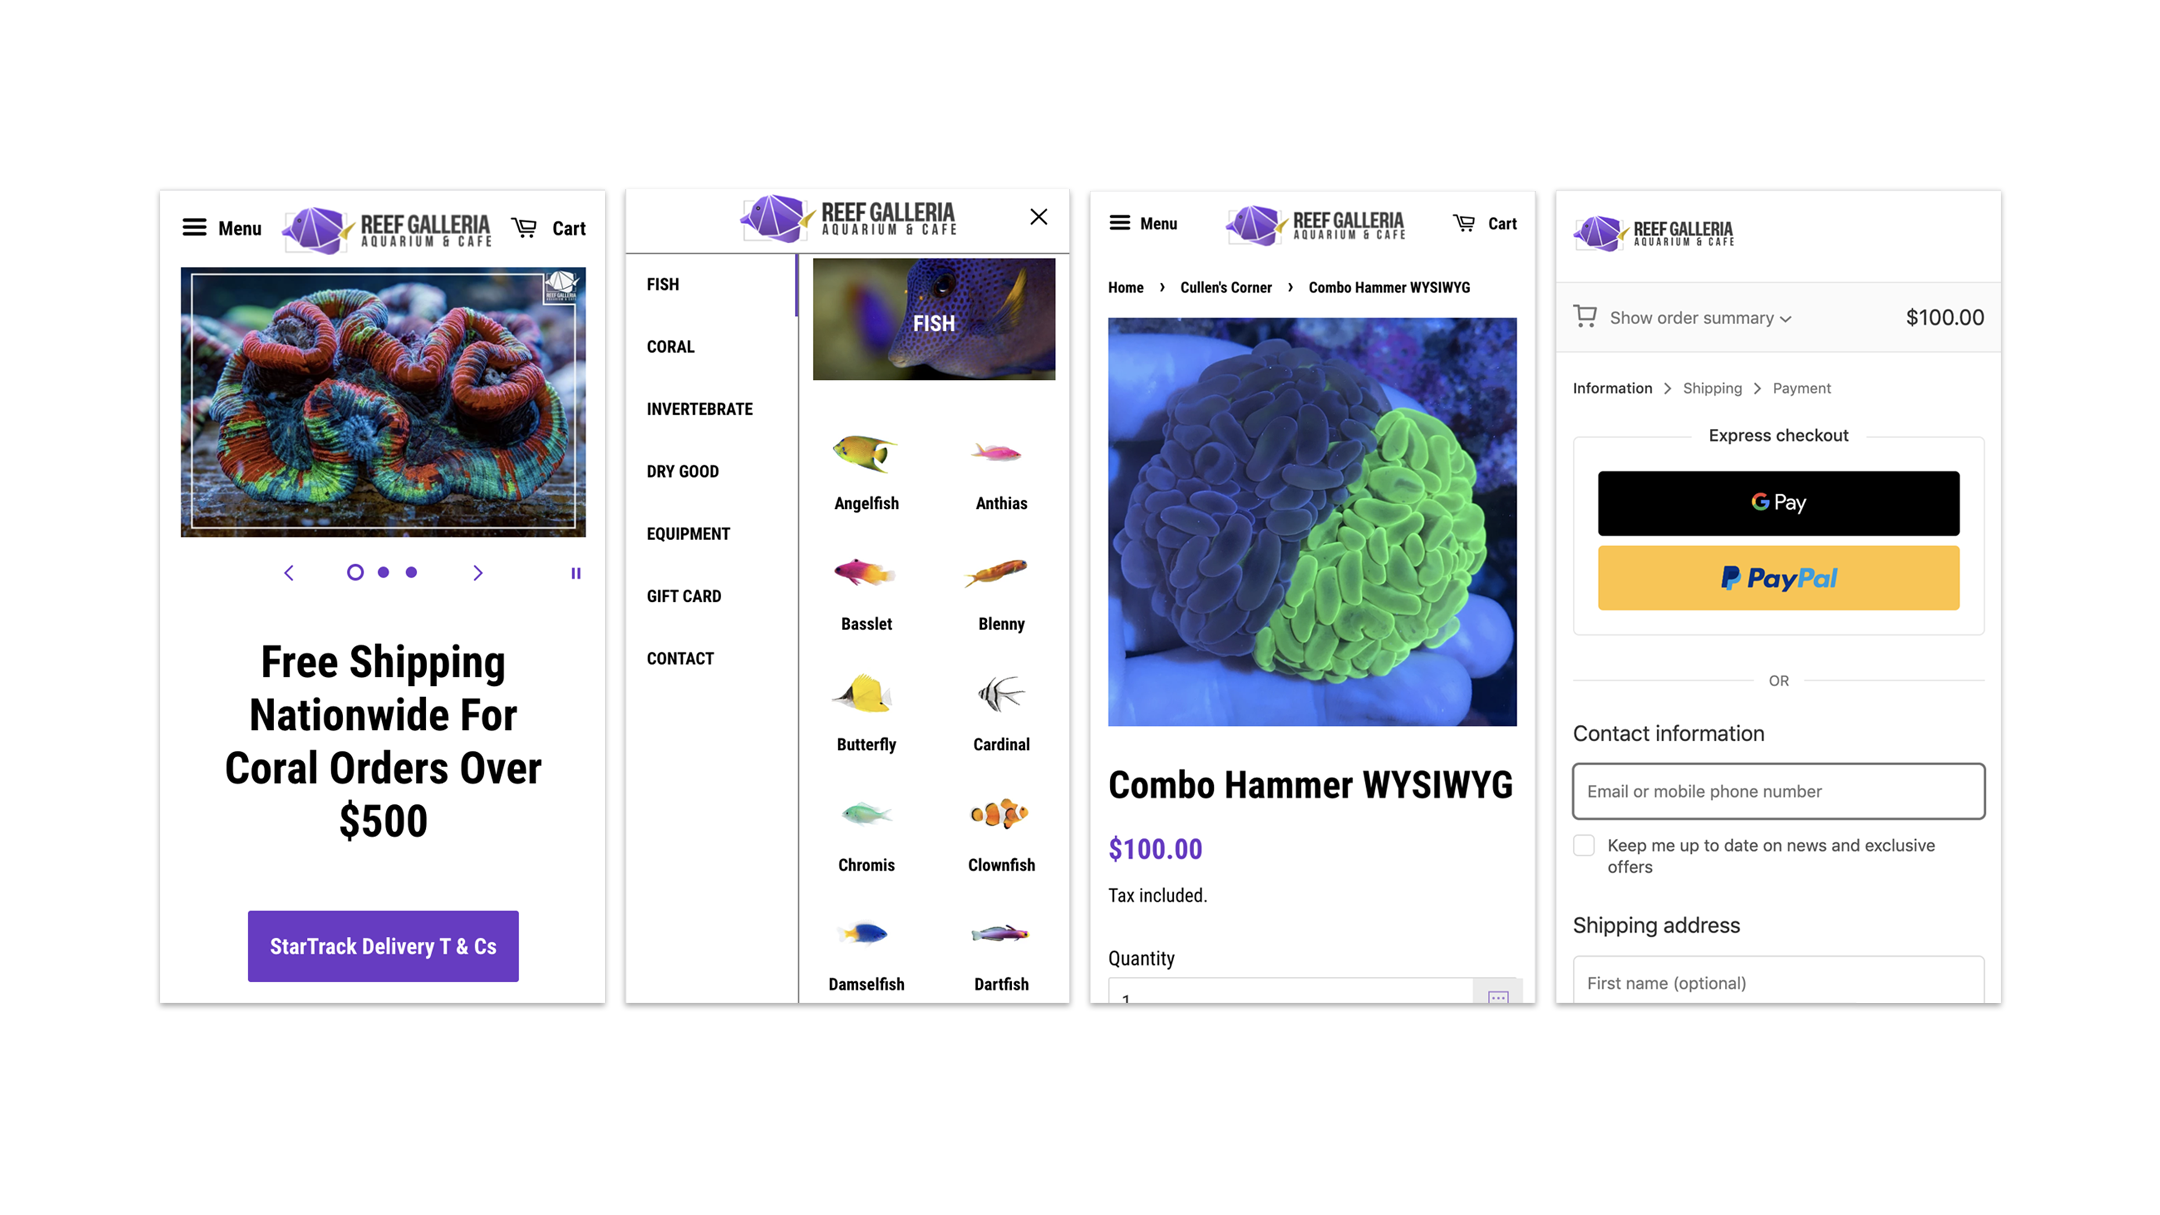 Menu
REEF GALLERIA
AQUARIUM & CAFE
Cart
REEF GALLERIA
Free Shipping
Nationwide For
Coral Orders Over
$500
StarTrack Delivery T & Cs
REEF GALLERIA
AQUARIUM & CAFE
FISH
CORAL
INVERTEBRATE
DRY GOOD
EQUIPMENT
GIFT CARD
CONTACT
FISH
Angelfish
Anthias
Basslet
Blenny
Butterfly
Cardinal
Chromis
Clownfish
Damselfish
Dartfish
Menu
REEF GALLERIA
AQUARIUM & CAFE
Cart
Home › Cullen's Corner › Combo Hammer WYSIWYG
Combo Hammer WYSIWYG
$100.00
Tax included.
Quantity
1
REEF GALLERIA
AQUARIUM & CAFE
Show order summary
$100.00
Information > Shipping > Payment
Express checkout
G Pay
PayPal
OR
Contact information
Email or mobile phone number
Keep me up to date on news and exclusive
offers
Shipping address
First name (optional)